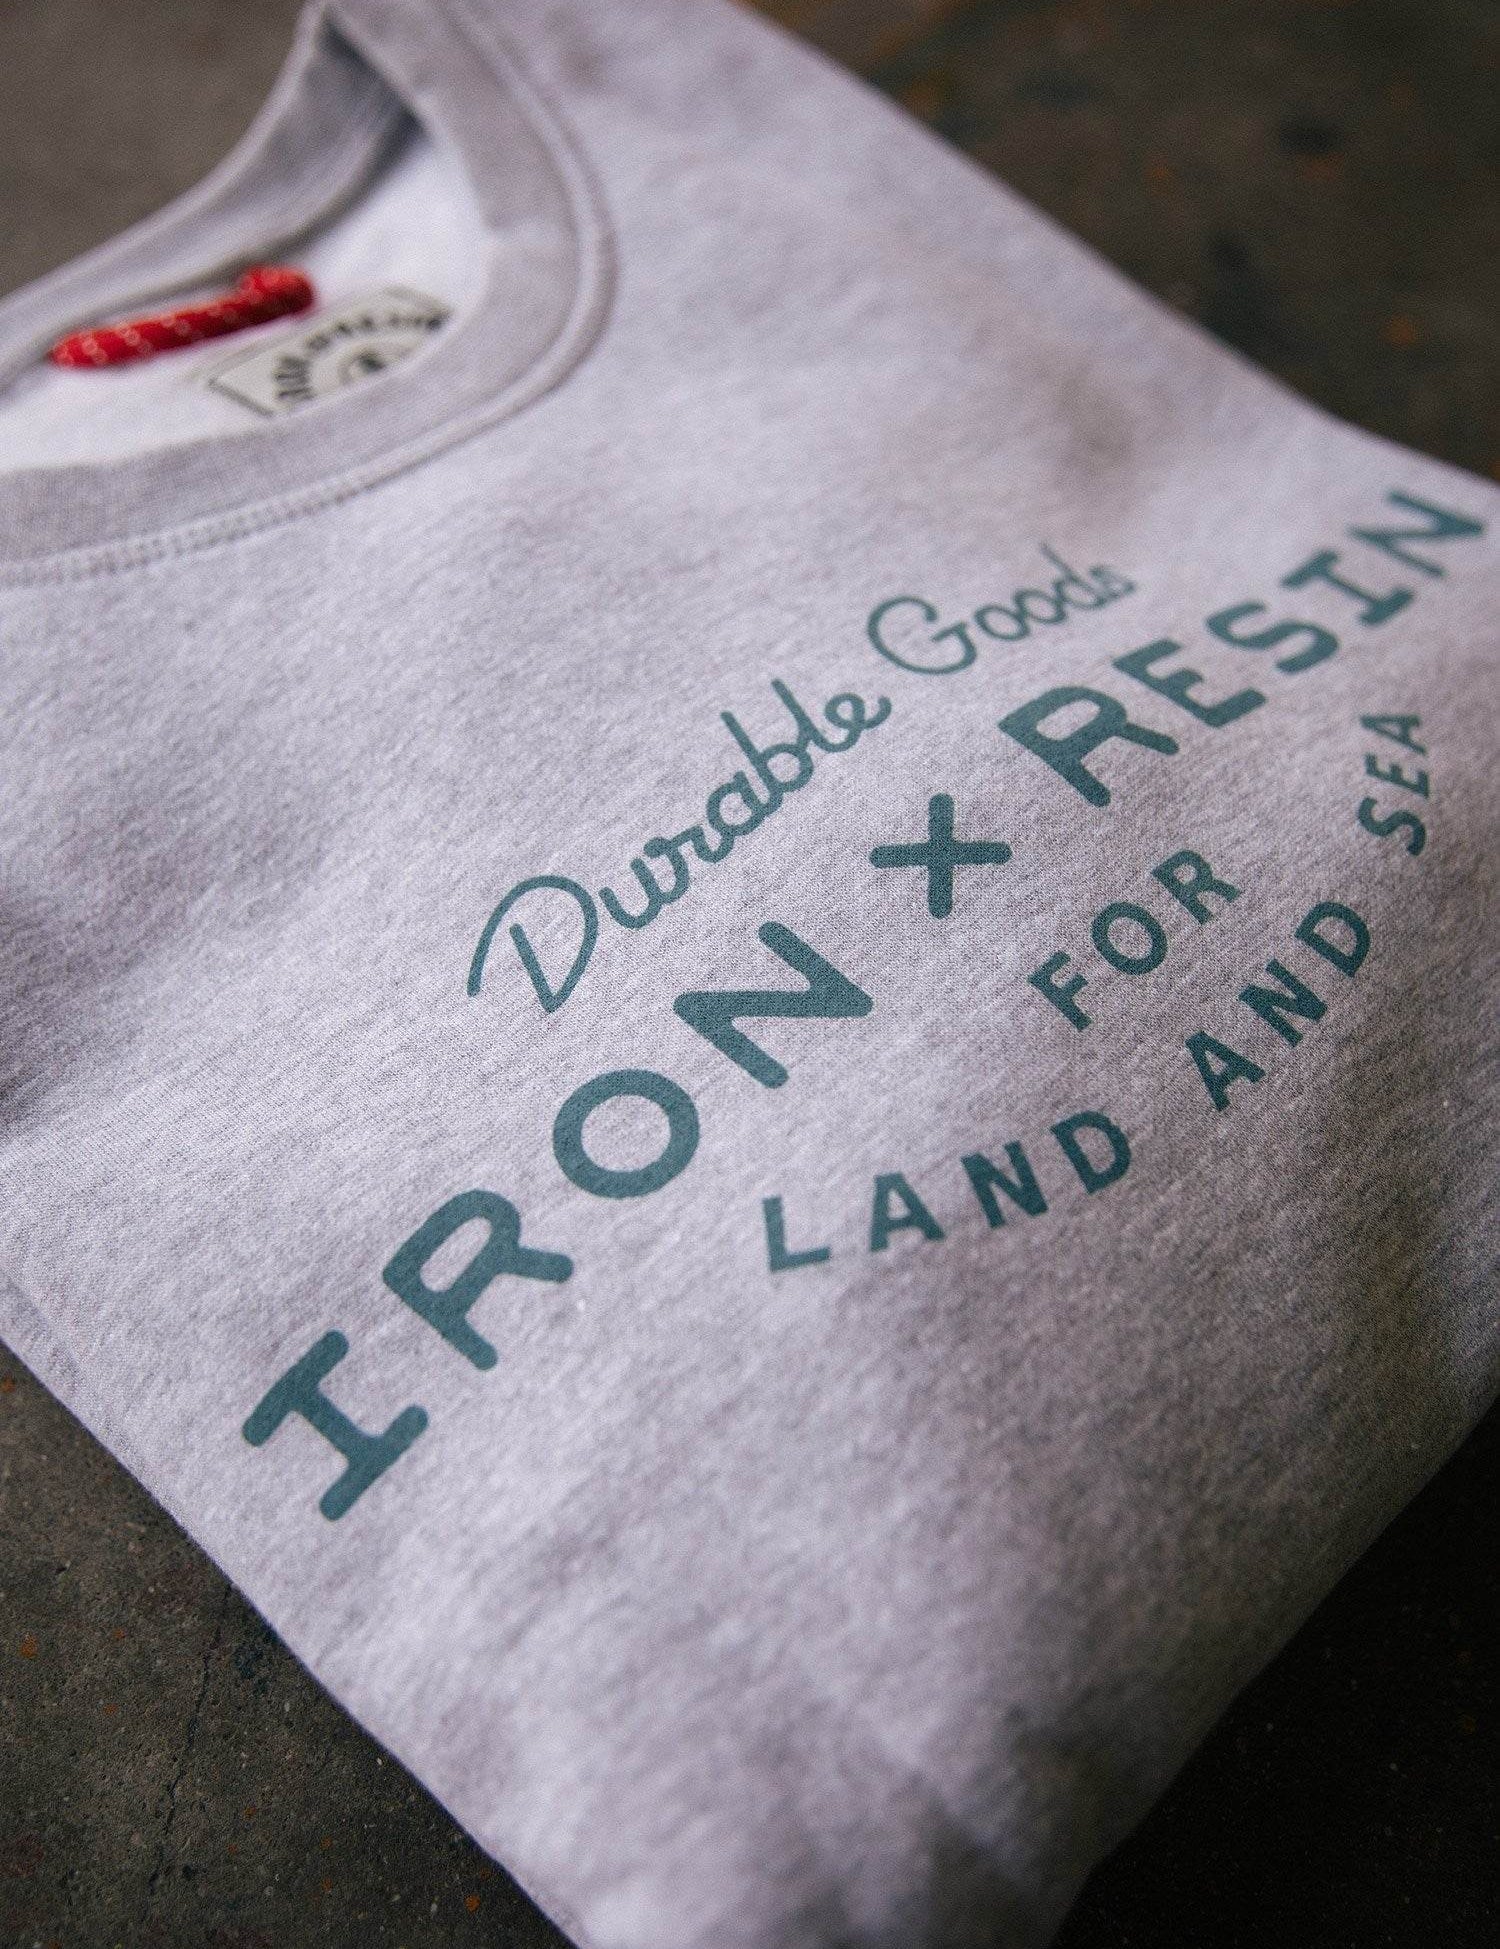 Durable Goods
IRON + RESIN
FOR
LAND AND SEA